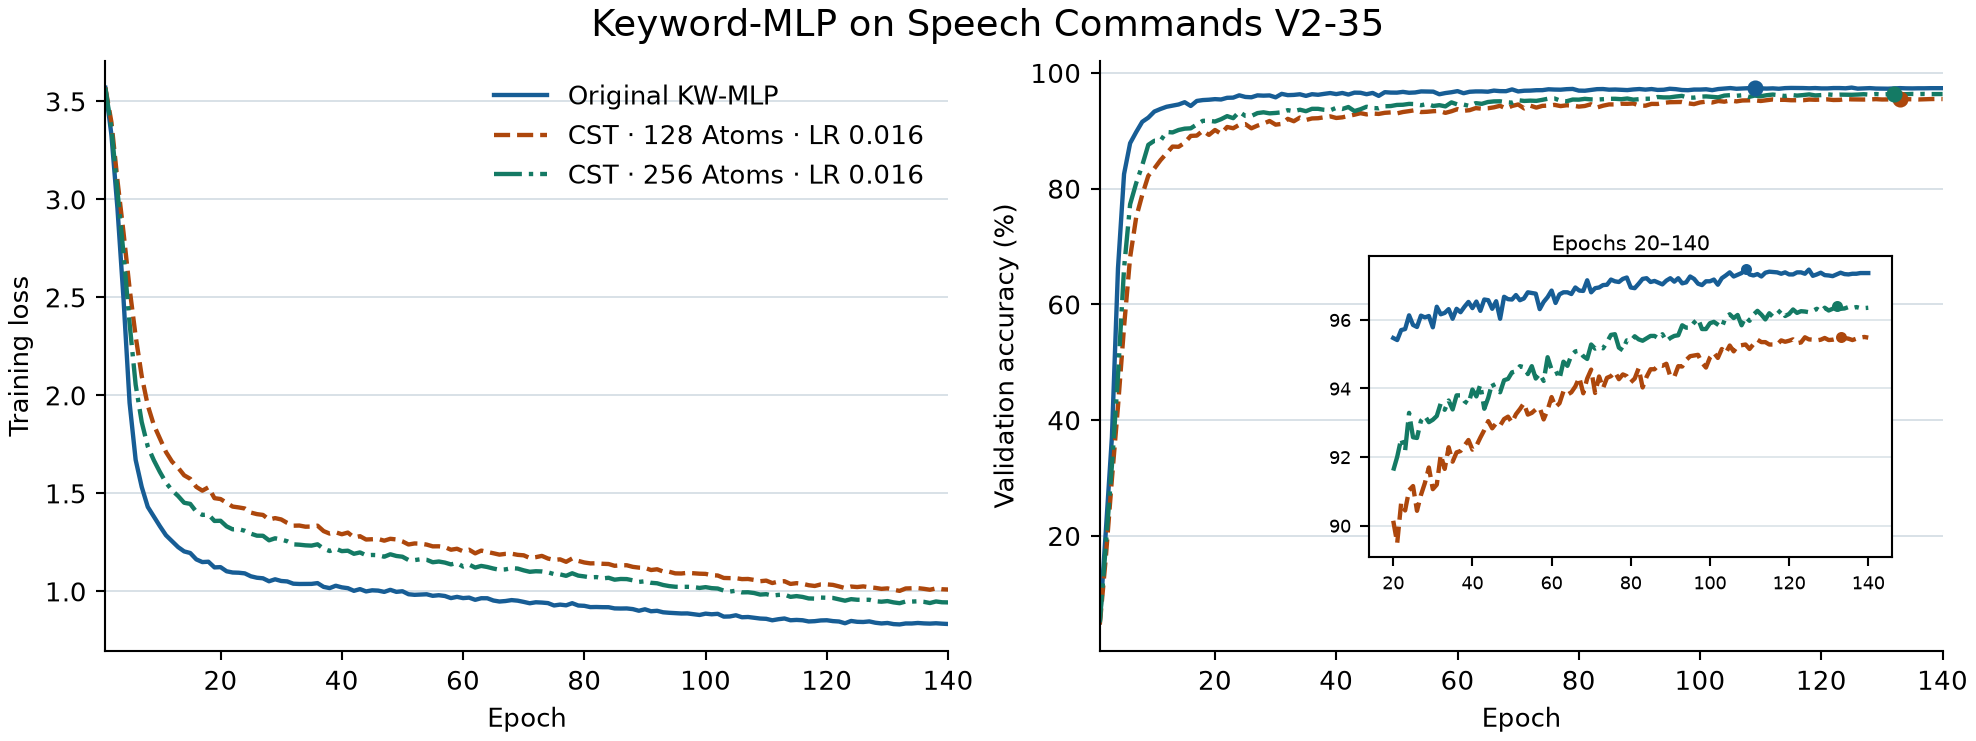 Keyword-MLP on Speech Commands V2-35
Training loss
3.5
3.0
2.5
2.0
1.5
1.0
Original KW-MLP
CST · 128 Atoms · LR 0.016
CST · 256 Atoms · LR 0.016
20 40 60 80 100 120 140
Epoch
Validation accuracy (%)
100
80
60
40
20
Epochs 20–140
96
94
92
90
20 40 60 80 100 120 140
20 40 60 80 100 120 140
Epoch